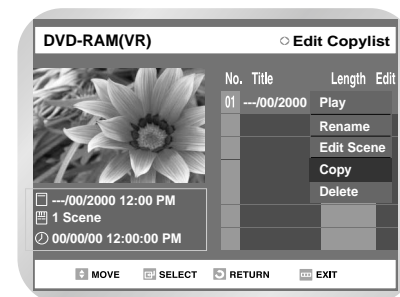 DVD-RAM(VR)
Edit Copylist
No. Title Length Edit
01 ---/00/2000 Play
Rename
Edit Scene
Copy
Delete
---/00/2000 12:00 PM
1 Scene
00/00/00 12:00:00 PM
MOVE SELECT RETURN EXIT